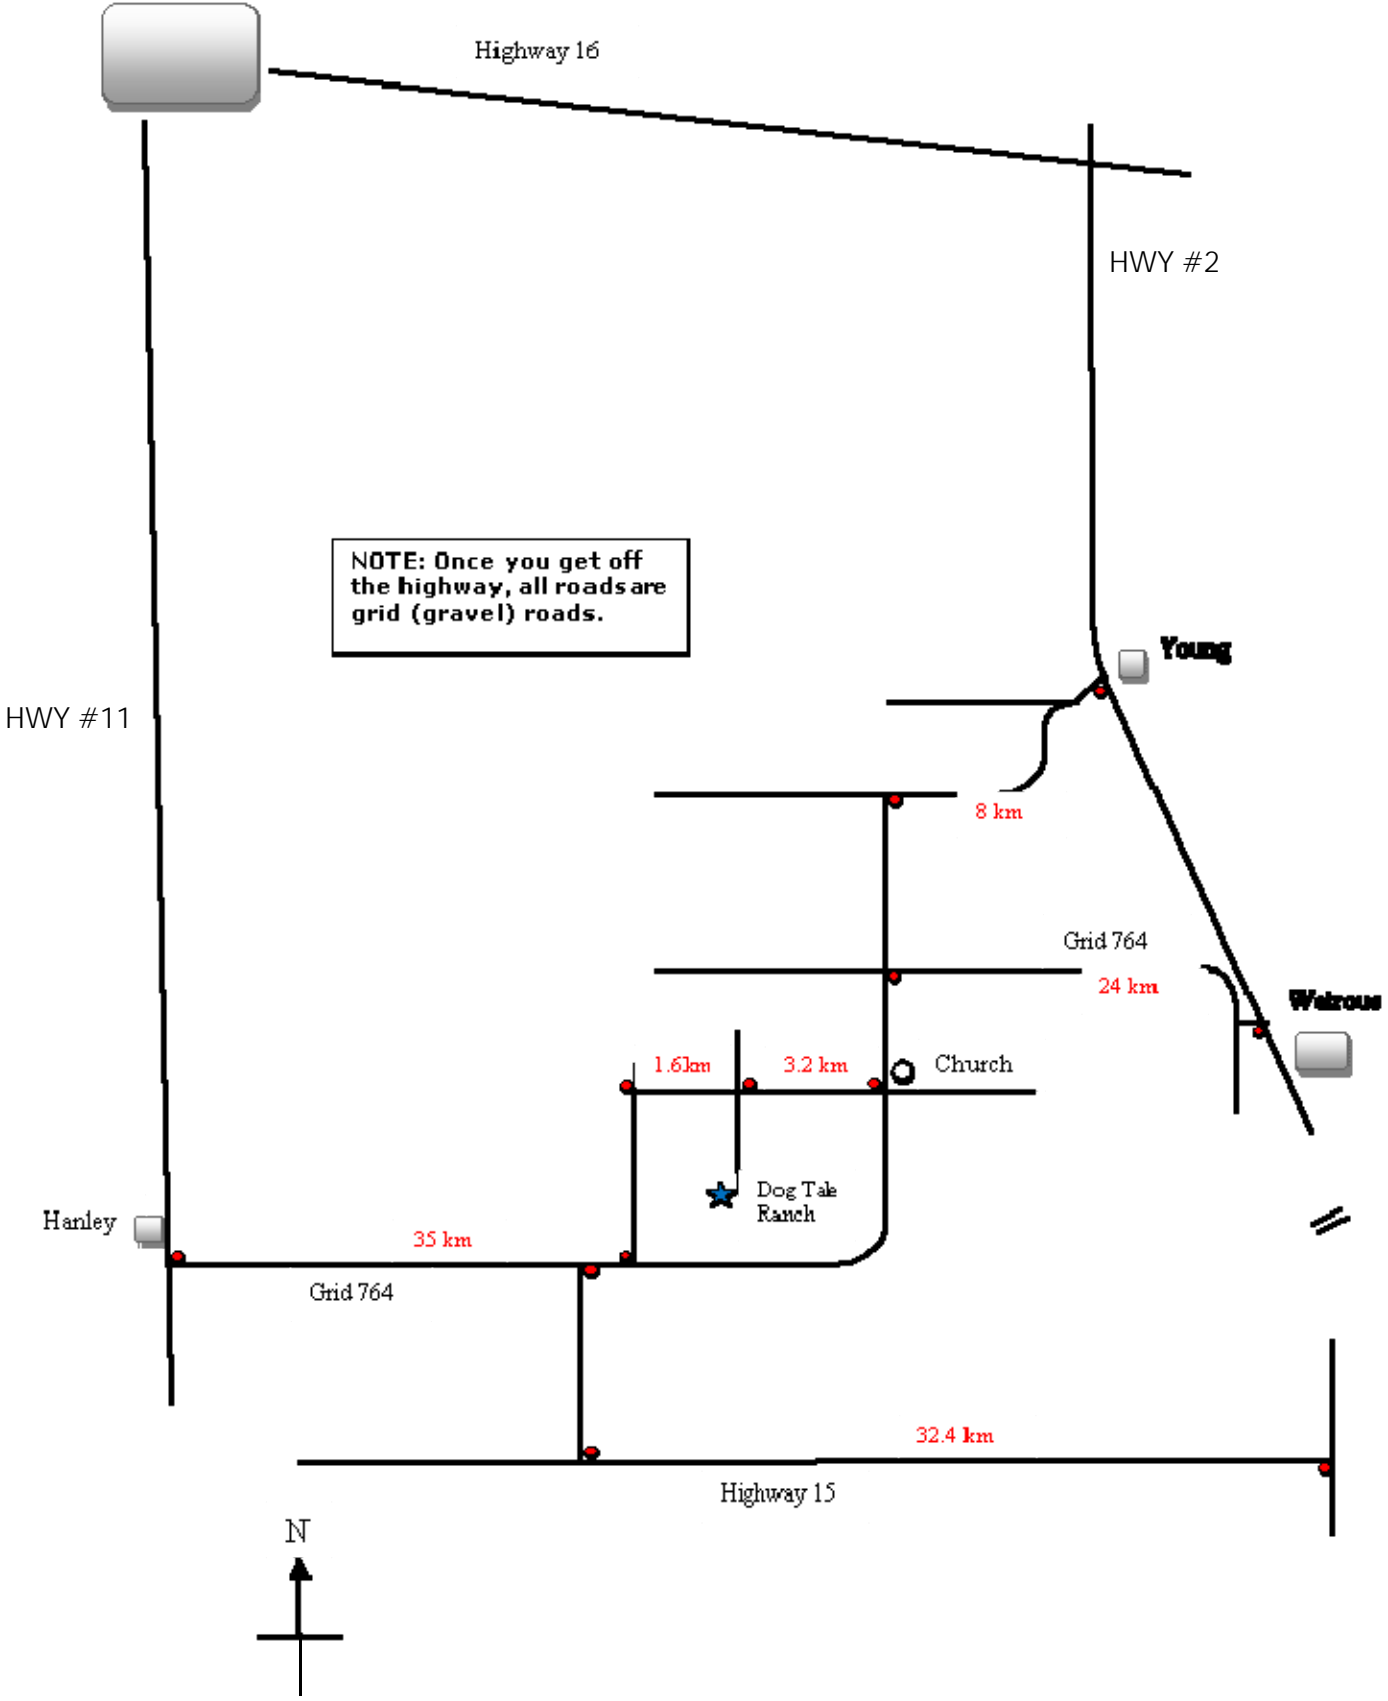 Highway 16
HWY #2
NOTE: Once you get off
the highway, all roads are
grid (gravel) roads.
Young
HWY #11
8 km
Grid 764
24 km
Watrous
1.6km
3.2 km
Church
Dog Tale
Ranch
Hanley
35 km
Grid 764
32.4 km
Highway 15
N